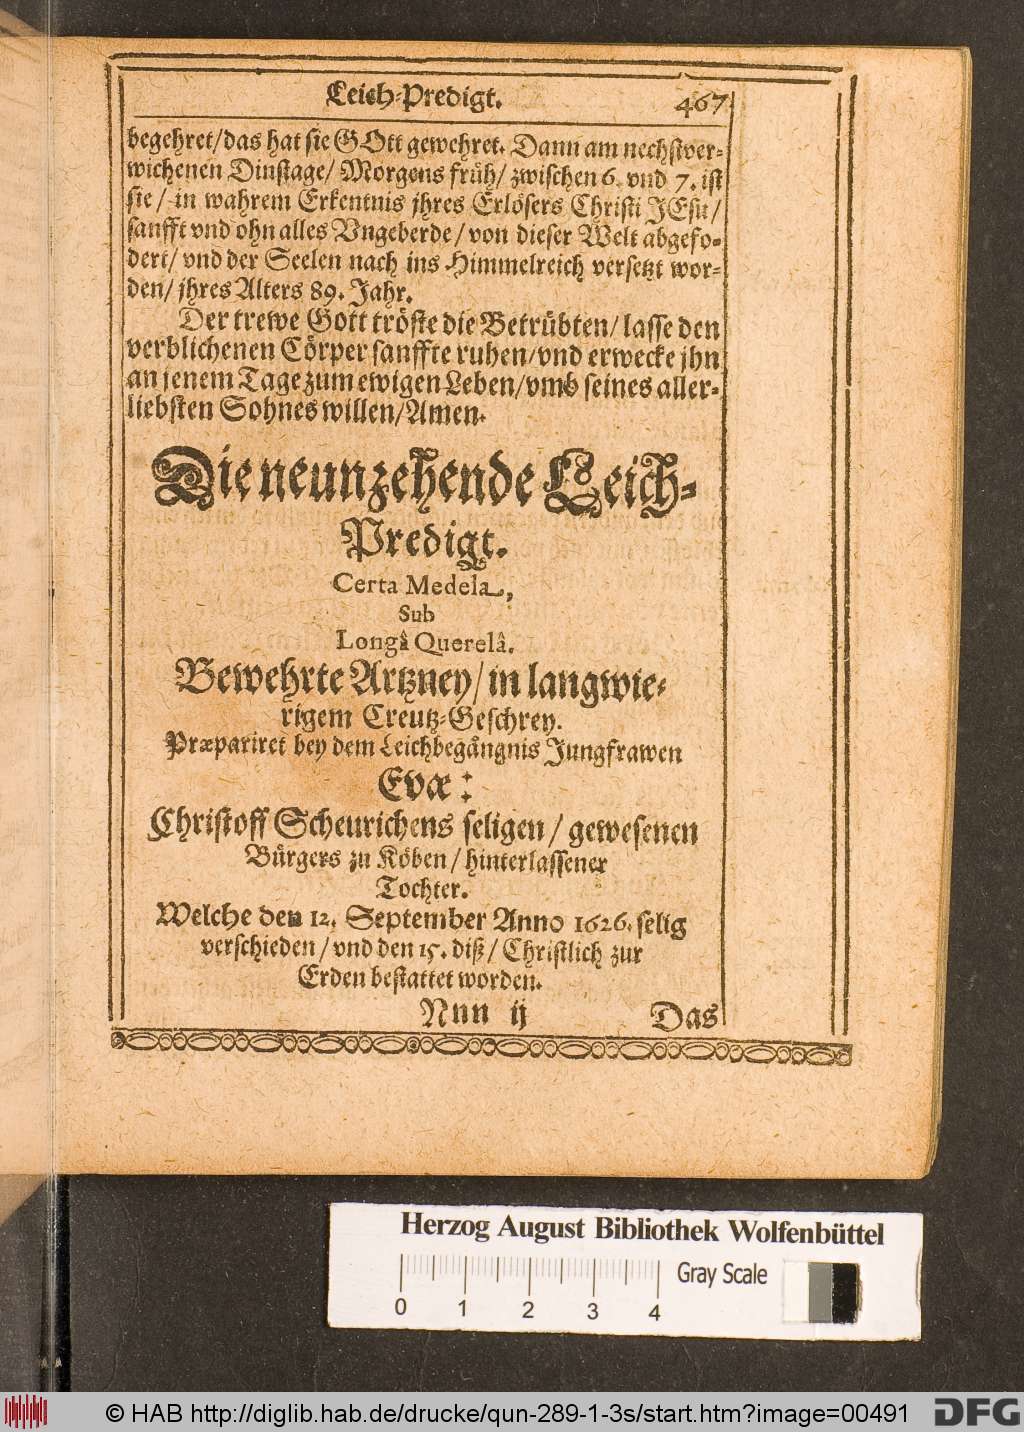 Leich-Predigt. 467
begehret/das hat sie GOtt gewehret. Dann am nechstver-
wichenen Dinstage/ Morgens früh/ zwischen 6. vnd 7. ist
sie/ in wahrem Erkentnis jhres Erlösers Christi JEsu/
sanfft vnd ohn alles Vngeberde/ von dieser Welt abgefo-
dert/ vnd der Seelen nach ins Himmelreich versetzt wor-
den/ jhres Alters 89. Jahr.
Der trewe Gott tröste die Betrübten/ lasse den
verblichenen Cörper sanffte ruhen/vnd erwecke jhn
an jenem Tage zum ewigen Leben/vmb seines aller-
liebsten Sohnes willen/Amen.
Die neunzehende Leich-
Predigt.
Certa Medela,
Sub
Longâ Querelâ.
Bewehrte Artzney/in langwie-
rigem Creutz-Geschrey.
Præpariret bey dem Leichbegängnis Jungfrawen
Evæ:
Christoff Scheurichens seligen/ gewesenen
Bürgers zu Köben/ hinterlassener
Tochter.
Welche den 12. September Anno 1626. selig
verschieden/ vnd den 15. diß/ Christlich zur
Erden bestattet worden.
Nnn ij Das
Herzog August Bibliothek Wolfenbüttel
Gray Scale
0 1 2 3 4
© HAB http://diglib.hab.de/drucke/qun-289-1-3s/start.htm?image=00491 DFG